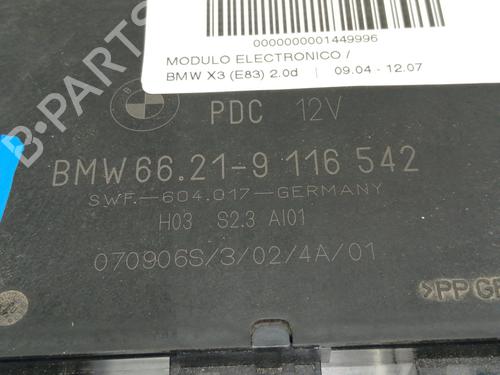 0000000001449996
MODULO ELECTRONICO /
BMW X3 (E83) 2.0d | 09.04 - 12.07
PDC 12V
BMW 66.21-9 116 542
SWF.-604.017-GERMANY
H03 S2.3 AI01
070906S/3/02/4A/01
>PP GF
B-PARTS